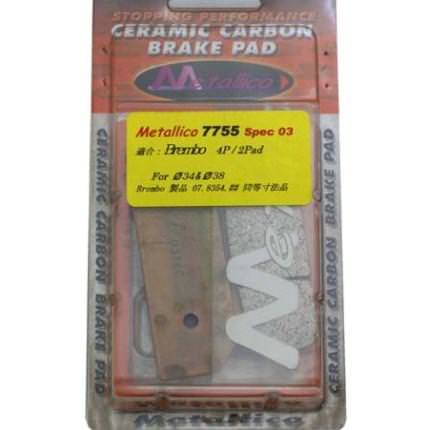 STOPPING PERFORMANCE
CERAMIC CARBON
BRAKE PAD
Metallico
Metallico 7755 Spec 03
適合：Brembo 4P/2Pad
For Ø34&Ø38
Brembo 製品 07.8354.## 同等寸法品
CERAMIC CARBON BRAKE PAD
CERAMIC CARBON BRAKE PAD
Metallico